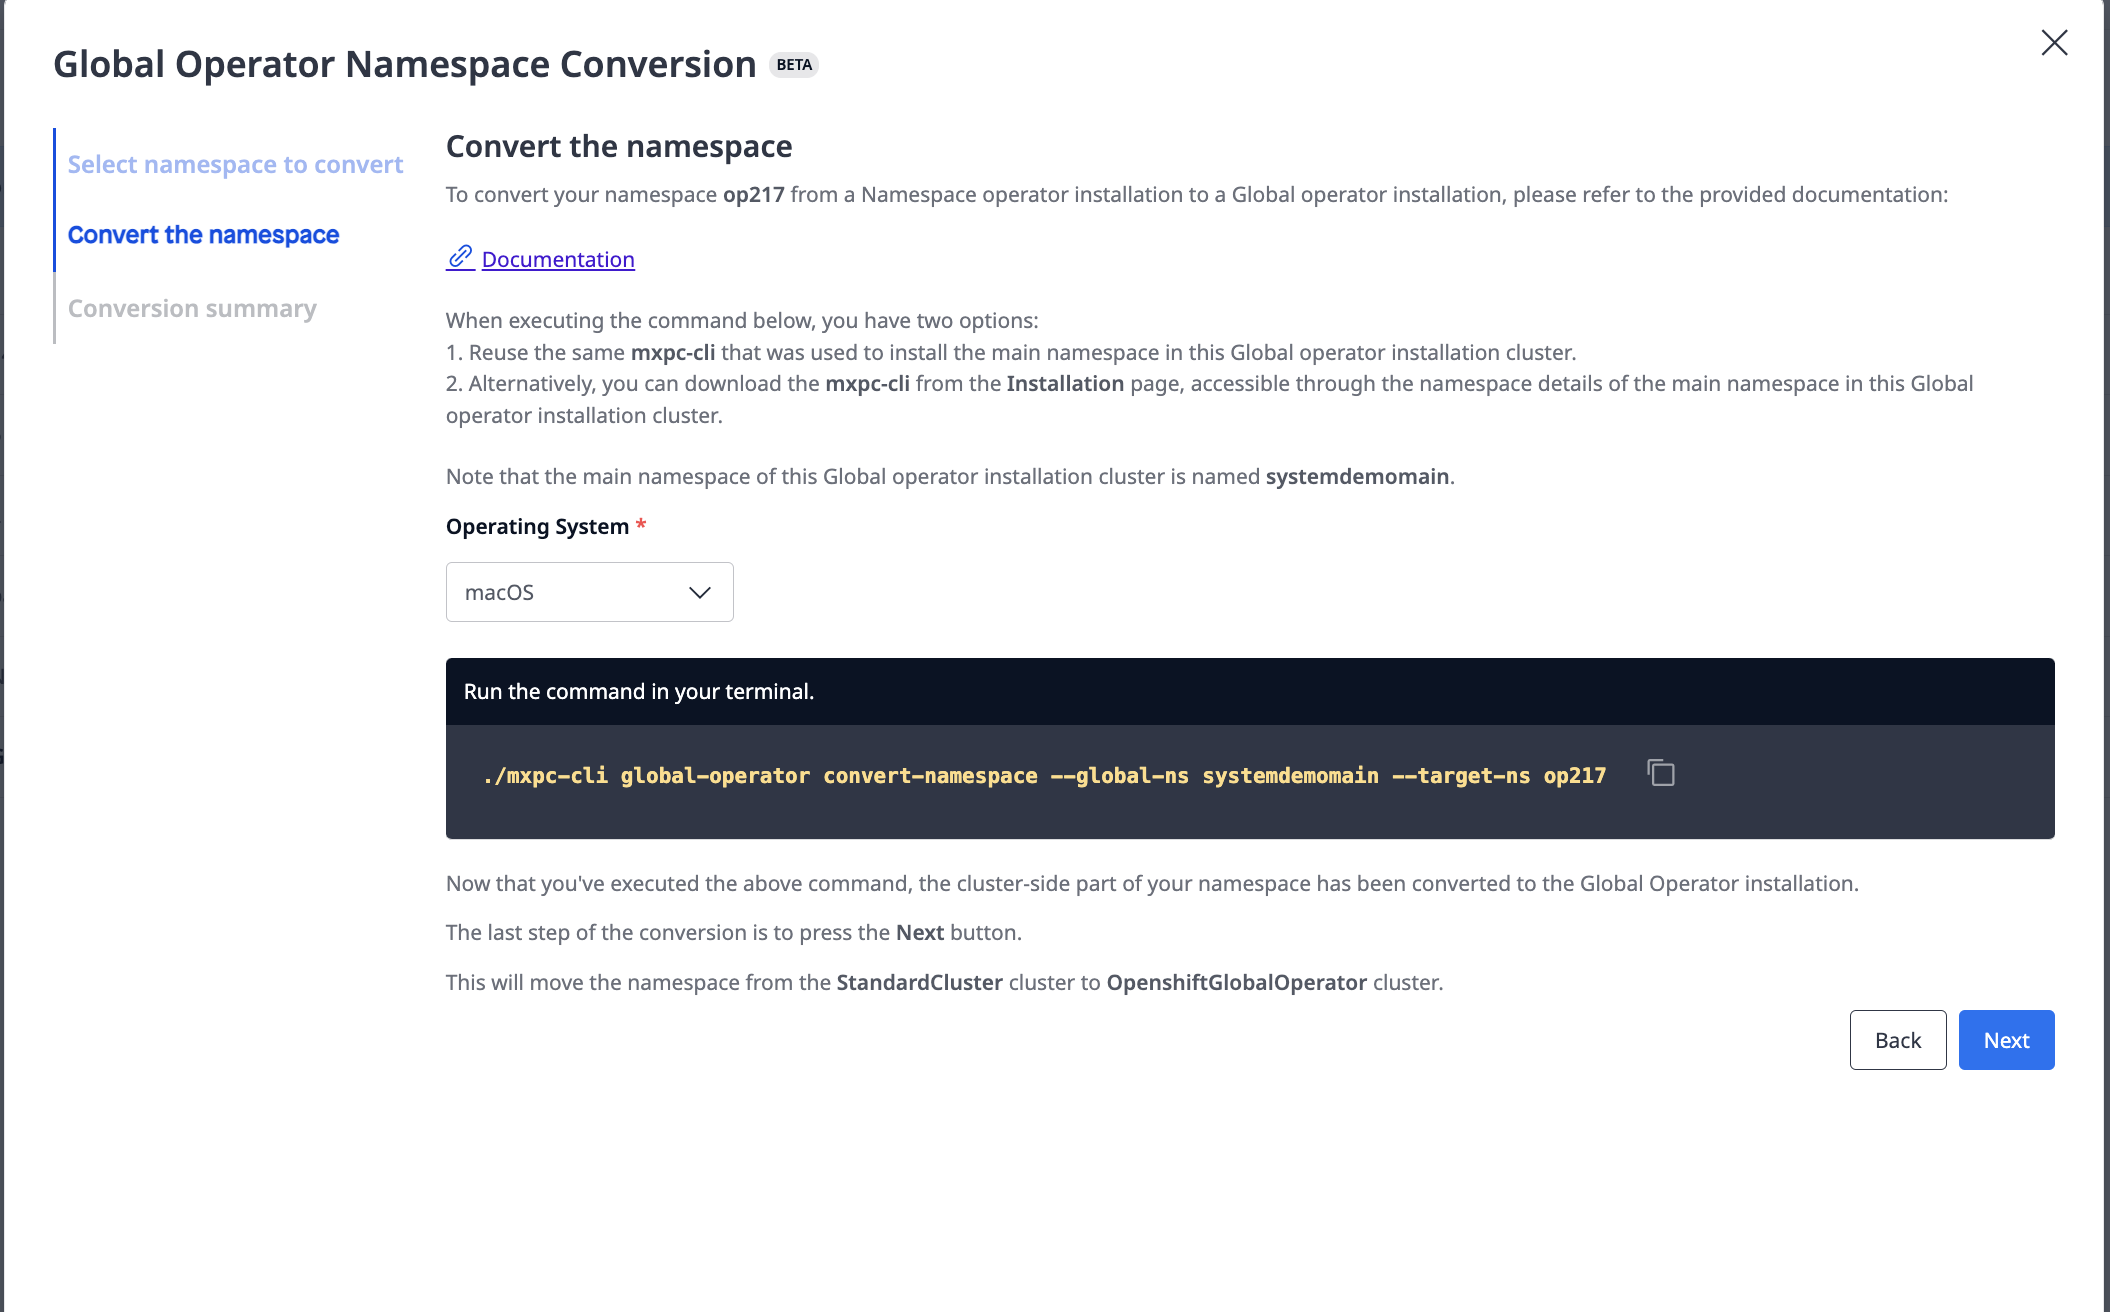 Global Operator Namespace Conversion BETA
Select namespace to convert
Convert the namespace
Conversion summary
Convert the namespace
To convert your namespace op217 from a Namespace operator installation to a Global operator installation, please refer to the provided documentation:
Documentation
When executing the command below, you have two options:
1. Reuse the same mxpc-cli that was used to install the main namespace in this Global operator installation cluster.
2. Alternatively, you can download the mxpc-cli from the Installation page, accessible through the namespace details of the main namespace in this Global
operator installation cluster.
Note that the main namespace of this Global operator installation cluster is named systemdemomain.
Operating System *
macOS
Run the command in your terminal.
./mxpc-cli global-operator convert-namespace --global-ns systemdemomain --target-ns op217
Now that you've executed the above command, the cluster-side part of your namespace has been converted to the Global Operator installation.
The last step of the conversion is to press the Next button.
This will move the namespace from the StandardCluster cluster to OpenshiftGlobalOperator cluster.
Back
Next